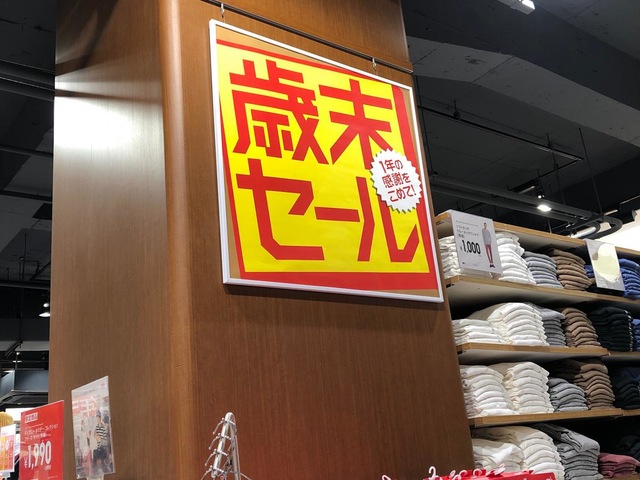 歳末
セール
1年の
感謝を
こめて!
¥1,000
¥1,990